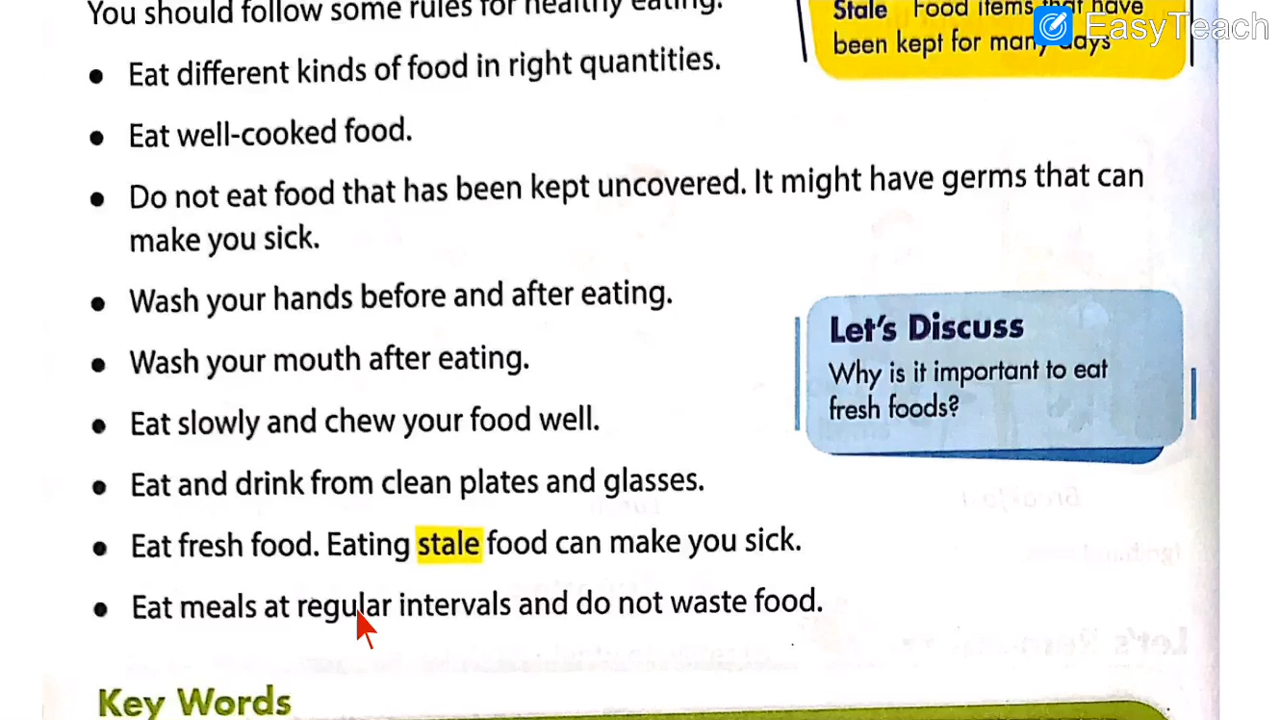 You should follow some rules for healthy eating.
• Eat different kinds of food in right quantities.
• Eat well-cooked food.
• Do not eat food that has been kept uncovered. It might have germs that can
make you sick.
• Wash your hands before and after eating.
• Wash your mouth after eating.
• Eat slowly and chew your food well.
• Eat and drink from clean plates and glasses.
• Eat fresh food. Eating stale food can make you sick.
• Eat meals at regular intervals and do not waste food.
Stale Food items that have
been kept for many days
EasyTeach
Let's Discuss
Why is it important to eat
fresh foods?
Key Words